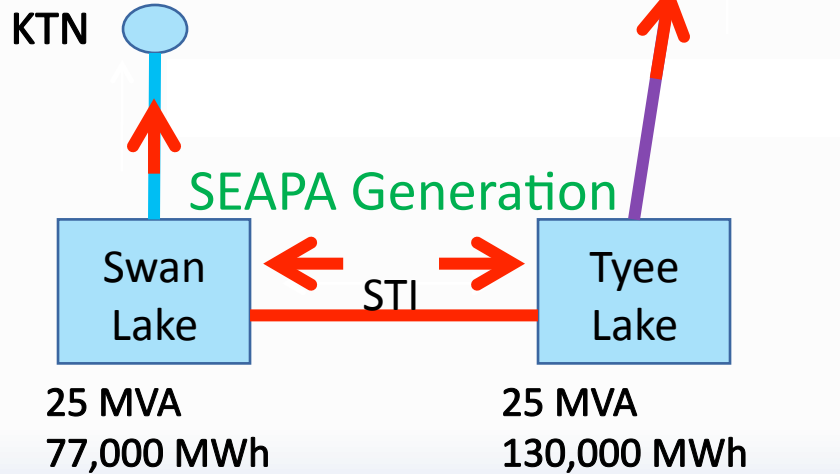 KTN
SEAPA Generation
Swan
Lake
STI
Tyee
Lake
25 MVA
77,000 MWh
25 MVA
130,000 MWh